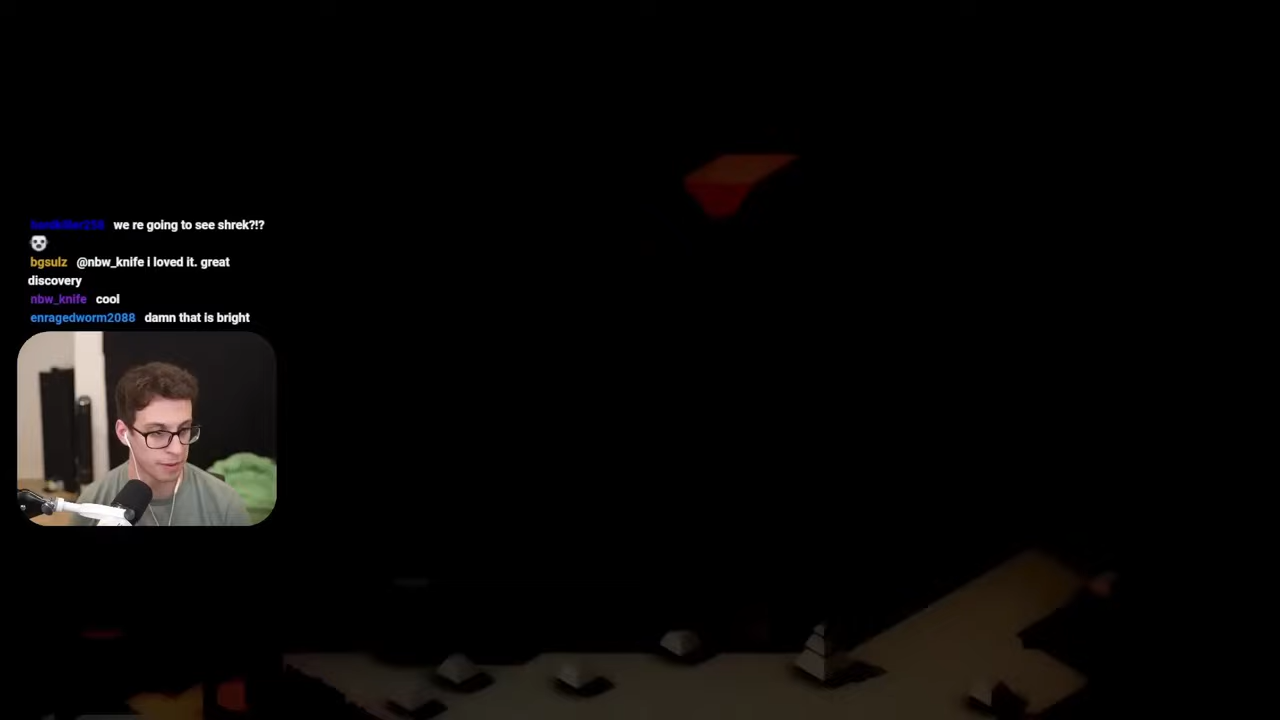 we re going to see shrek?!?
bgsulz @nbw_knife i loved it. great
discovery
nbw_knife cool
enragedworm2088 damn that is bright